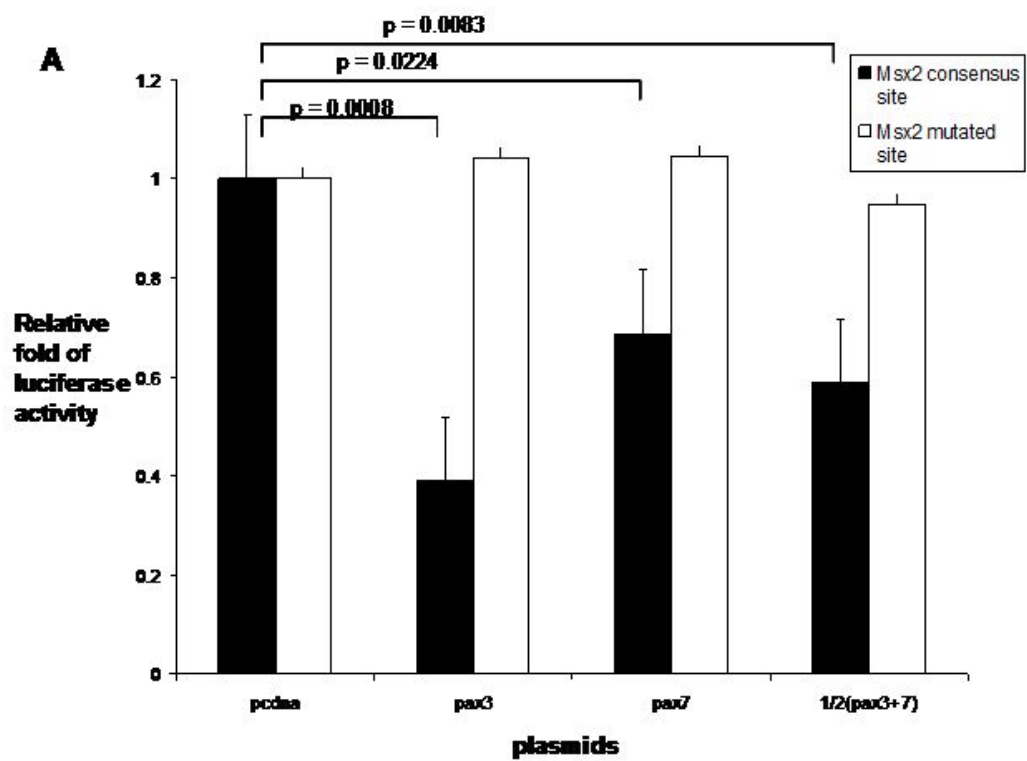 p = 0.0083
A
p = 0.0224
p = 0.0008
Msx2 consensus
site
Msx2 mutated
site
1.2
1
0.8
0.6
0.4
0.2
0
Relative
fold of
luciferase
activity
pcdna
pax3
pax7
1/2(pax3+7)
plasmids